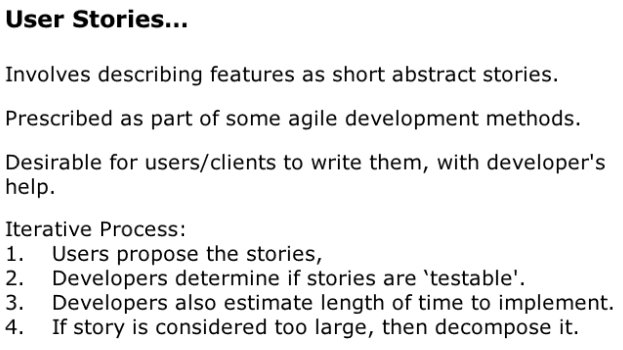 User Stories...
Involves describing features as short abstract stories.
Prescribed as part of some agile development methods.
Desirable for users/clients to write them, with developer's
help.
Iterative Process:
1. Users propose the stories,
2. Developers determine if stories are ‵testable'.
3. Developers also estimate length of time to implement.
4. If story is considered too large, then decompose it.